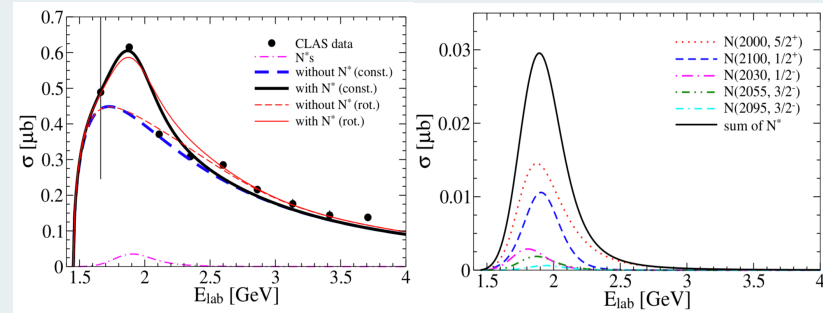 0.7
0.6
0.5
0.4
0.3
0.2
0.1
0
σ [μb]
CLAS data
N*s
without N* (const.)
with N* (const.)
without N* (rot.)
with N* (rot.)
1.5 2 2.5 3 3.5 4
E_lab [GeV]
0.03
0.02
0.01
0
σ [μb]
N(2000, 5/2⁺)
N(2100, 1/2⁺)
N(2030, 1/2⁻)
N(2055, 3/2⁻)
N(2095, 3/2⁻)
sum of N*
1.5 2 2.5 3 3.5 4
E_lab [GeV]